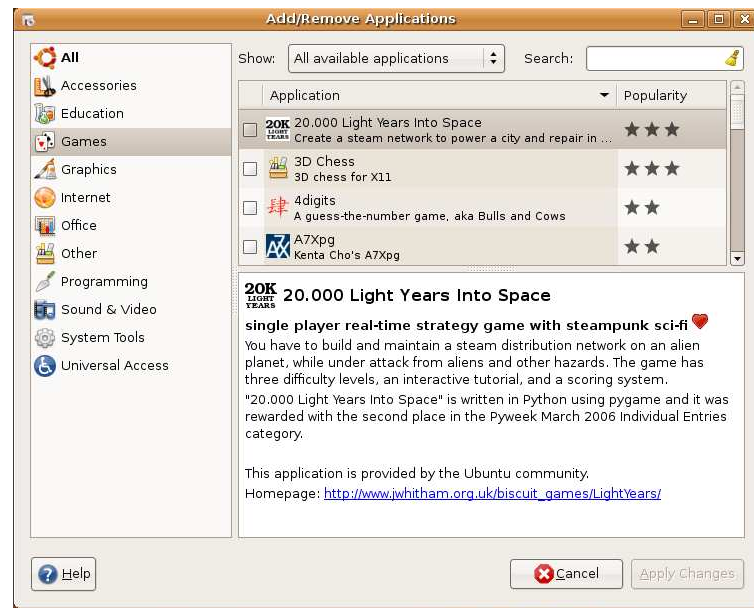 Add/Remove Applications
All
Accessories
Education
Games
Graphics
Internet
Office
Other
Programming
Sound & Video
System Tools
Universal Access
Show: All available applications Search:
Application Popularity
20K LIGHT YEARS
20.000 Light Years Into Space
Create a steam network to power a city and repair in ...
3D Chess
3D chess for X11
肆 4digits
A guess-the-number game, aka Bulls and Cows
A7X A7Xpg
Kenta Cho's A7Xpg
20K LIGHT YEARS
20.000 Light Years Into Space
single player real-time strategy game with steampunk sci-fi
You have to build and maintain a steam distribution network on an alien
planet, while under attack from aliens and other hazards. The game has
three difficulty levels, an interactive tutorial, and a scoring system.
"20.000 Light Years Into Space" is written in Python using pygame and it was
rewarded with the second place in the Pyweek March 2006 Individual Entries
category.
This application is provided by the Ubuntu community.
Homepage: http://www.jwhitham.org.uk/biscuit_games/LightYears/
Help
Cancel
Apply Changes